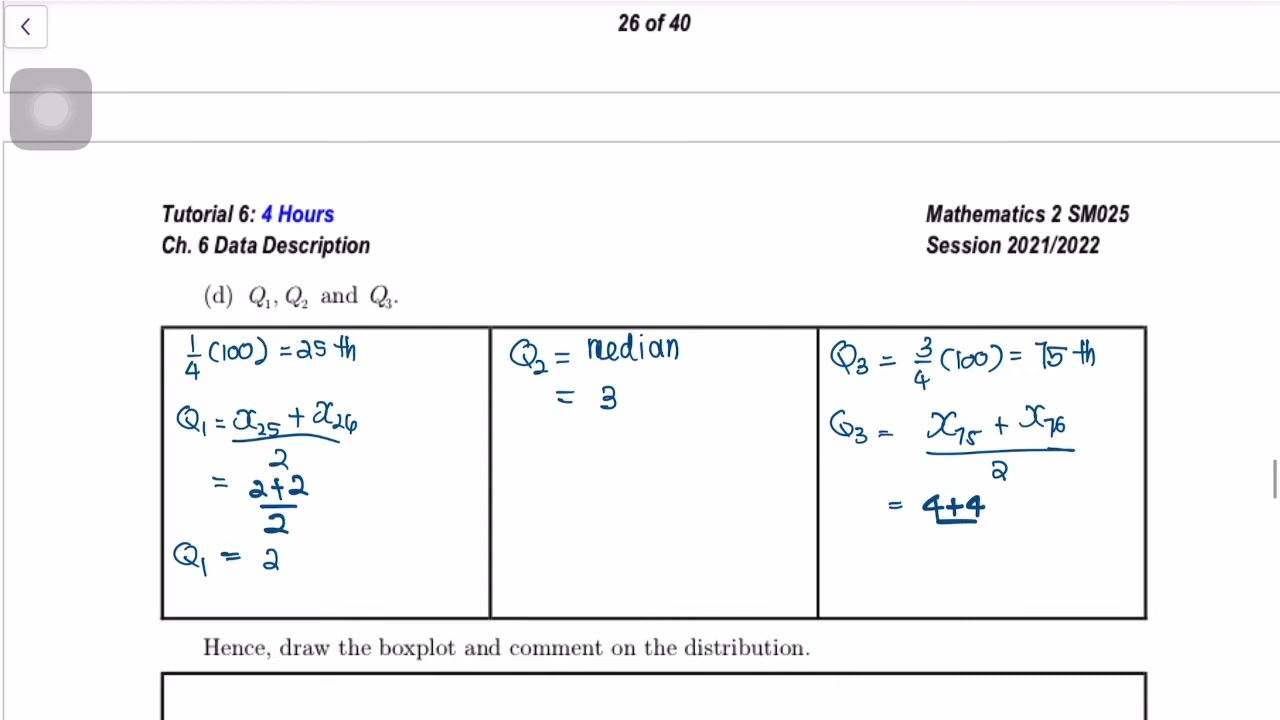 26 of 40
Tutorial 6: 4 Hours
Ch. 6 Data Description
Mathematics 2 SM025
Session 2021/2022
(d) Q₁, Q₂ and Q₃.
1/4 (100) = 25 th
Q₁ = x₂₅ + x₂₆
2
= 2+2
2
Q₁ = 2
Q₂ = median
= 3
Q₃ = 3/4 (100) = 75 th
Q₃ = x₇₅ + x₇₆
2
= 4+4
Hence, draw the boxplot and comment on the distribution.